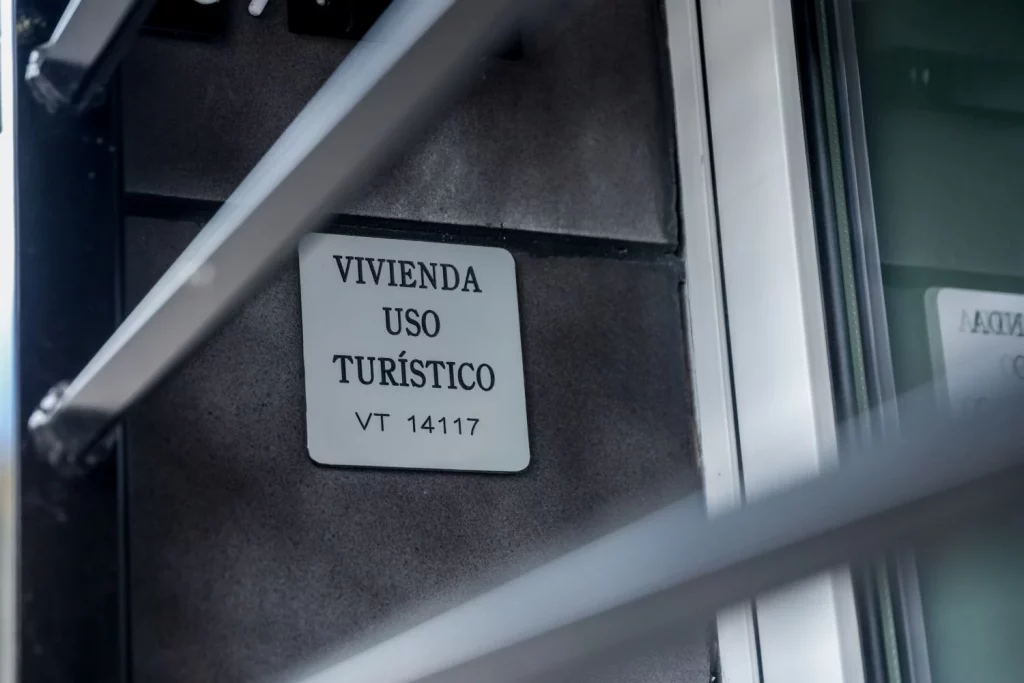 VIVIENDA
USO
TURÍSTICO
VT 14117